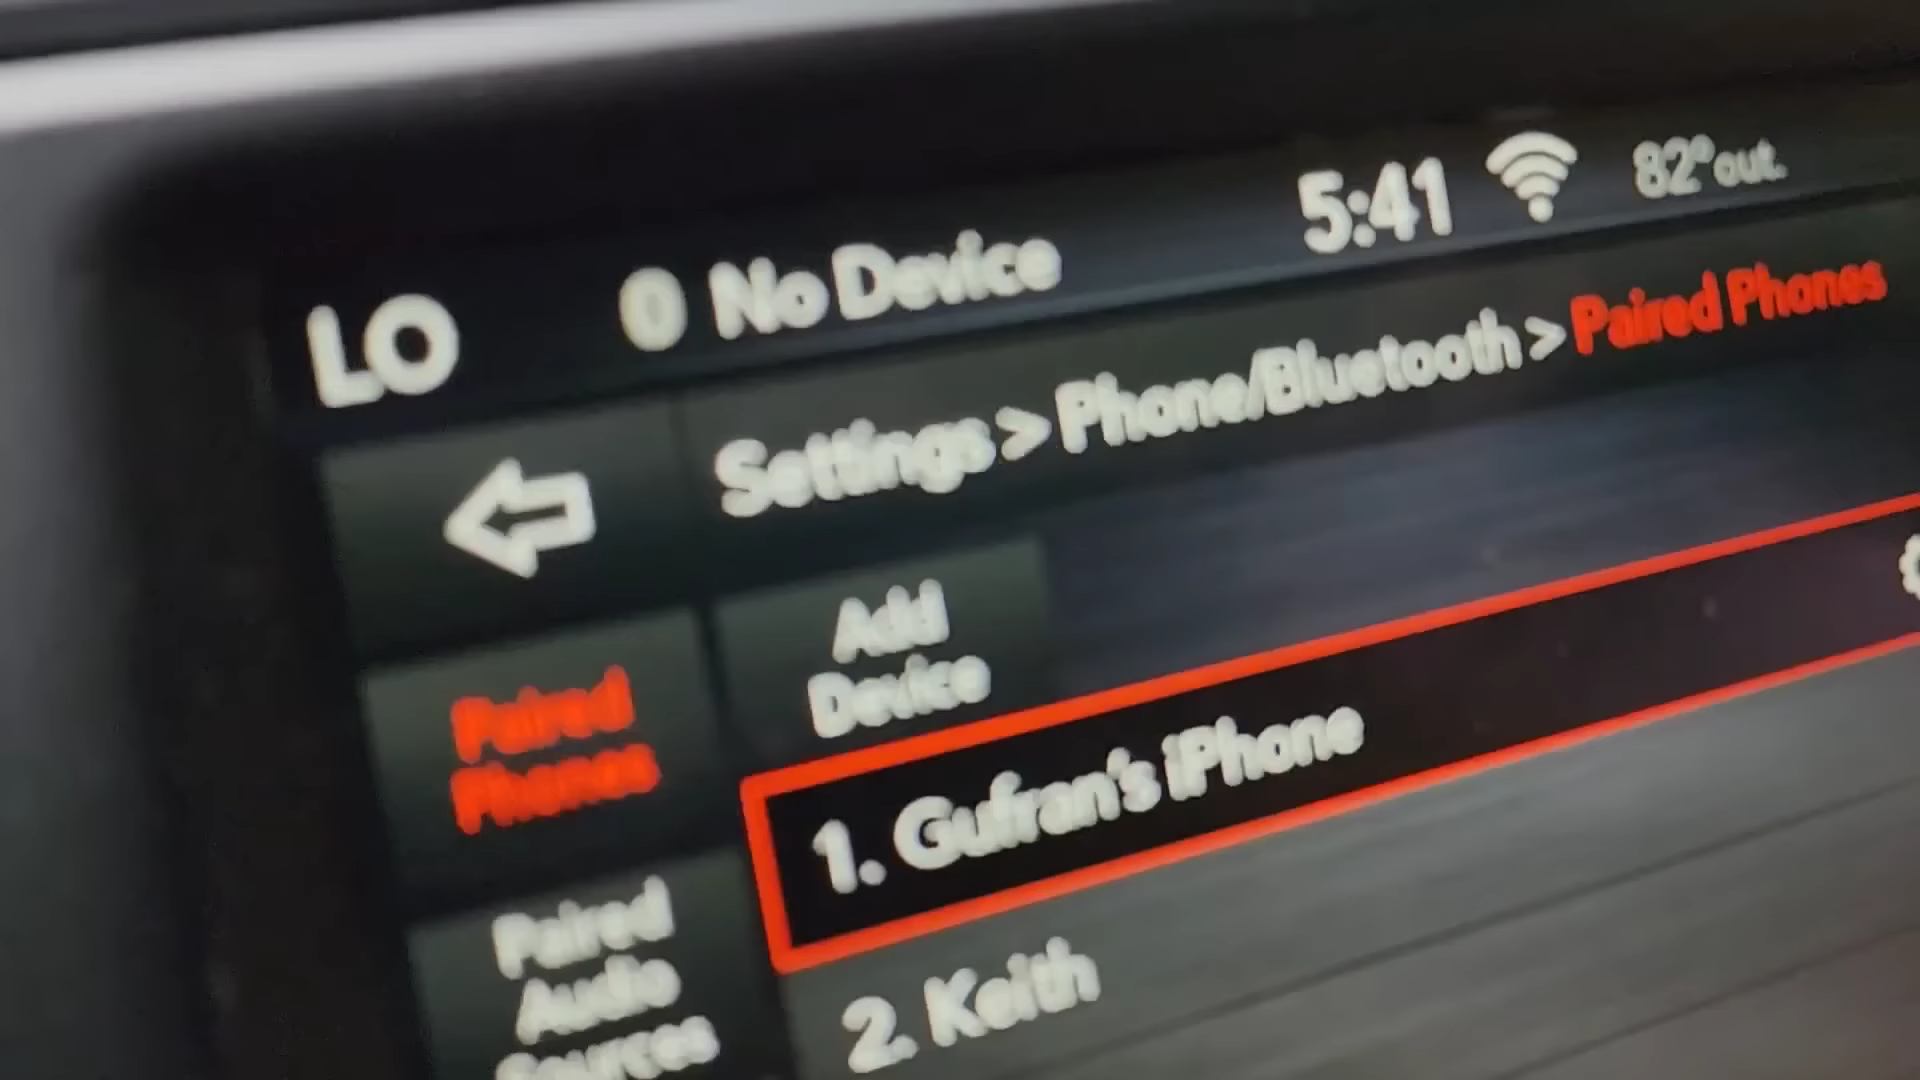 LO 0 No Device 5:41 82° out.
Settings > Phone/Bluetooth > Paired Phones
Add
Device
Paired
Phones
1. Gufran's iPhone
Paired
Audio
Sources
2. Keith